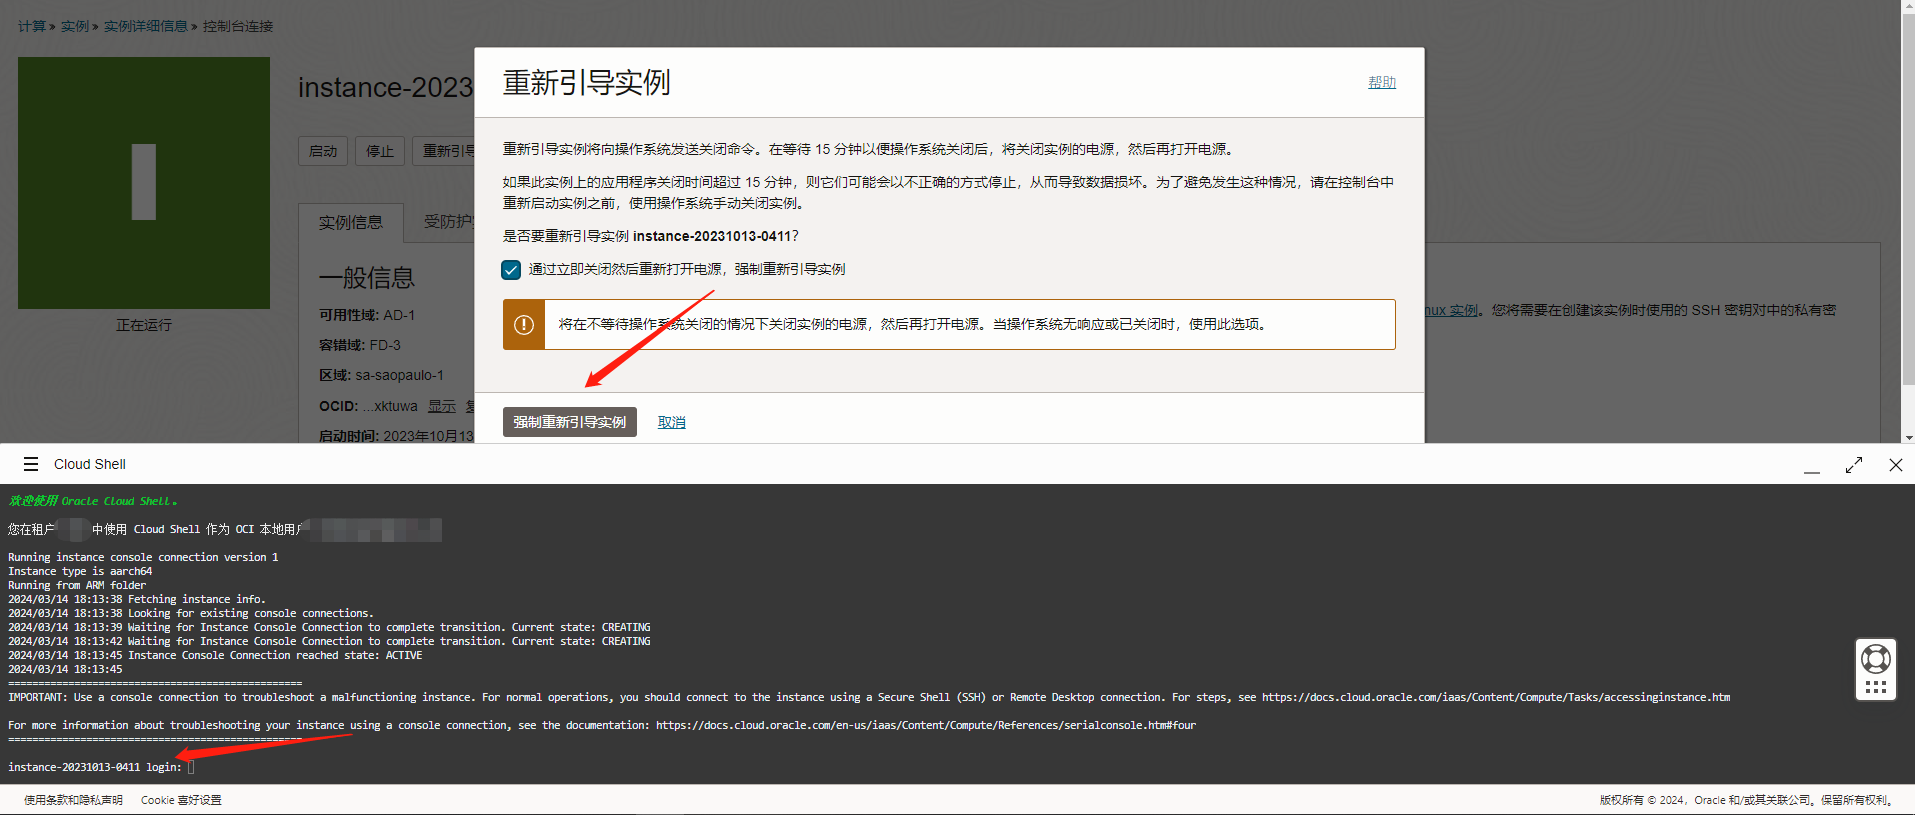 计算 » 实例 » 实例详细信息 » 控制台连接
instance-2023
启动 停止 重新引导
实例信息 受防护
一般信息
可用性域: AD-1
容错域: FD-3
区域: sa-saopaulo-1
OCID: ...xktuwa 显示
启动时间: 2023年10月13
正在运行
重新引导实例
帮助
重新引导实例将向操作系统发送关闭命令。在等待 15 分钟以便操作系统关闭后，将关闭实例的电源，然后再打开电源。
如果此实例上的应用程序关闭时间超过 15 分钟，则它们可能会以不正确的方式停止，从而导致数据损坏。为了避免发生这种情况，请在控制台中
重新启动实例之前，使用操作系统手动关闭实例。
是否要重新引导实例 instance-20231013-0411?
通过立即关闭然后重新打开电源，强制重新引导实例
将在不等待操作系统关闭的情况下关闭实例的电源，然后再打开电源。当操作系统无响应或已关闭时，使用此选项。
强制重新引导实例 取消
nux 实例。您将需要在创建该实例时使用的 SSH 密钥对中的私有密
Cloud Shell
欢迎使用 Oracle Cloud Shell。
您在租户 中使用 Cloud Shell 作为 OCI 本地用户
Running instance console connection version 1
Instance type is aarch64
Running from ARM folder
2024/03/14 18:13:38 Fetching instance info.
2024/03/14 18:13:38 Looking for existing console connections.
2024/03/14 18:13:39 Waiting for Instance Console Connection to complete transition. Current state: CREATING
2024/03/14 18:13:42 Waiting for Instance Console Connection to complete transition. Current state: CREATING
2024/03/14 18:13:45 Instance Console Connection reached state: ACTIVE
2024/03/14 18:13:45
=================================================
IMPORTANT: Use a console connection to troubleshoot a malfunctioning instance. For normal operations, you should connect to the instance using a Secure Shell (SSH) or Remote Desktop connection. For steps, see https://docs.cloud.oracle.com/iaas/Content/Compute/Tasks/accessinginstance.htm
For more information about troubleshooting your instance using a console connection, see the documentation: https://docs.cloud.oracle.com/en-us/iaas/Content/Compute/References/serialconsole.htm#four
=================================================
instance-20231013-0411 login:
使用条款和隐私声明 Cookie 喜好设置
版权所有 © 2024，Oracle 和/或其关联公司。保留所有权利。